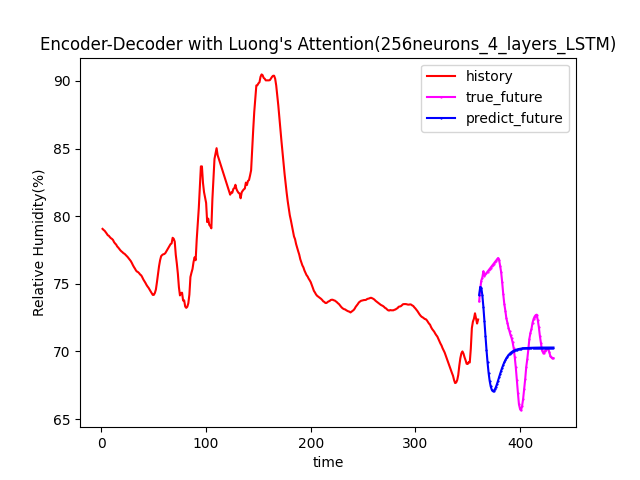 Encoder-Decoder with Luong's Attention(256neurons_4_layers_LSTM)
history
true_future
predict_future
Relative Humidity(%)
90
85
80
75
70
65
0 100 200 300 400
time